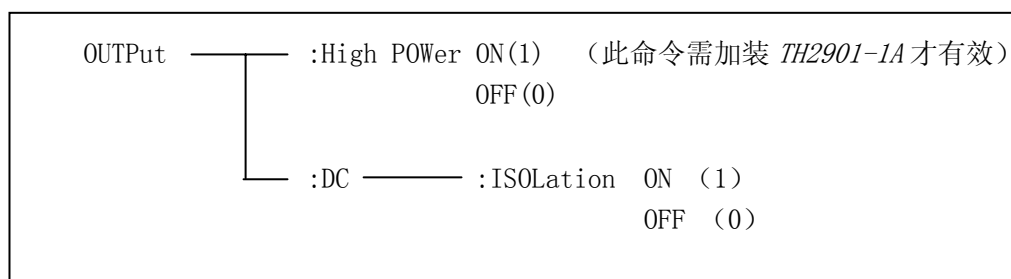 OUTPut :High POWer ON(1) （此命令需加装 TH2901-1A 才有效）
OFF(0)
:DC :ISOLation ON （1）
OFF （0）